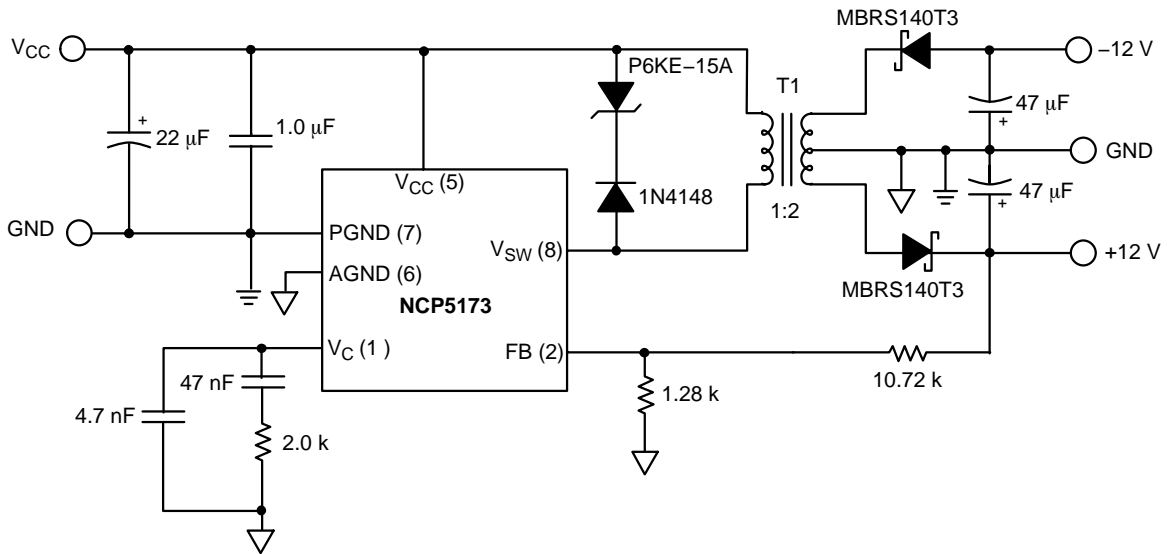 MBRS140T3
V_CC
P6KE−15A
−12 V
T1
47 µF
+
22 µF
+
1.0 µF
GND
V_CC (5)
1N4148
47 µF
+
1:2
GND
PGND (7)
V_SW (8)
+12 V
AGND (6)
MBRS140T3
NCP5173
V_C (1 )
FB (2)
47 nF
10.72 k
1.28 k
4.7 nF
2.0 k